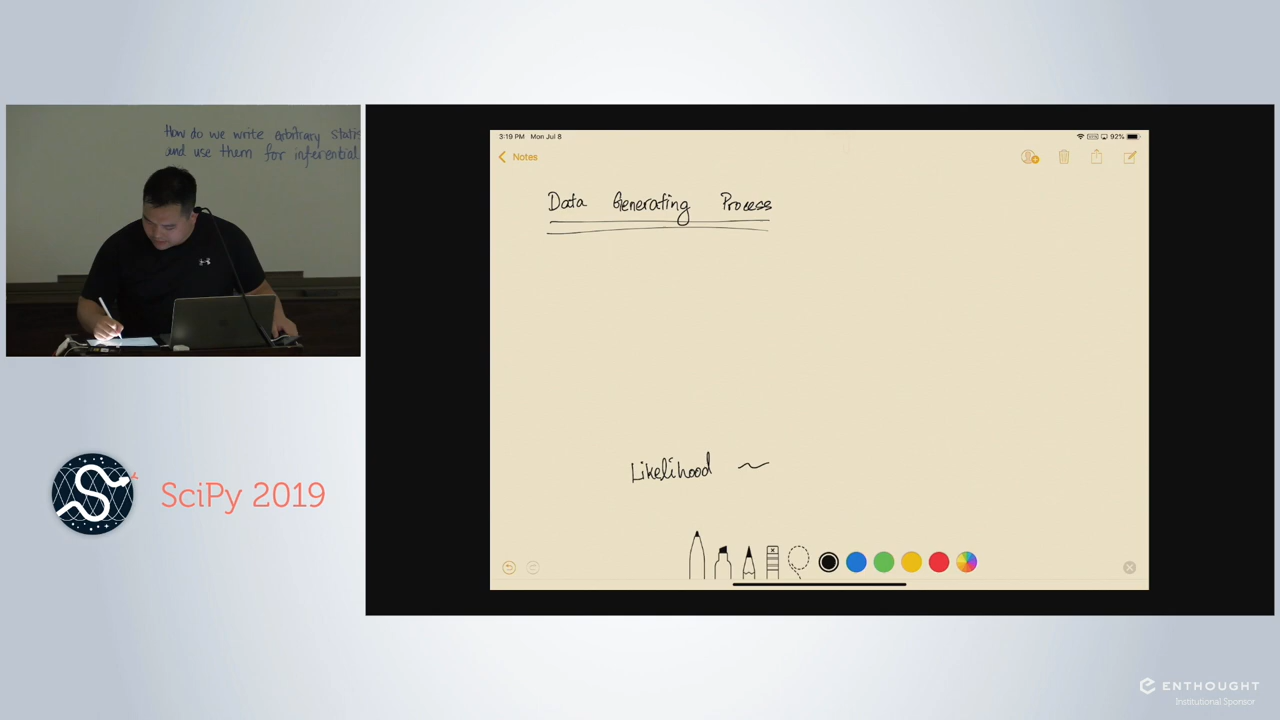 How do we write arbitrary
and use them for inferential
3:19 PM Mon Jul 8
92%
Notes
Data Generating Process
Likelihood ~
SciPy 2019
ENTHOUGHT
Institutional Sponsor